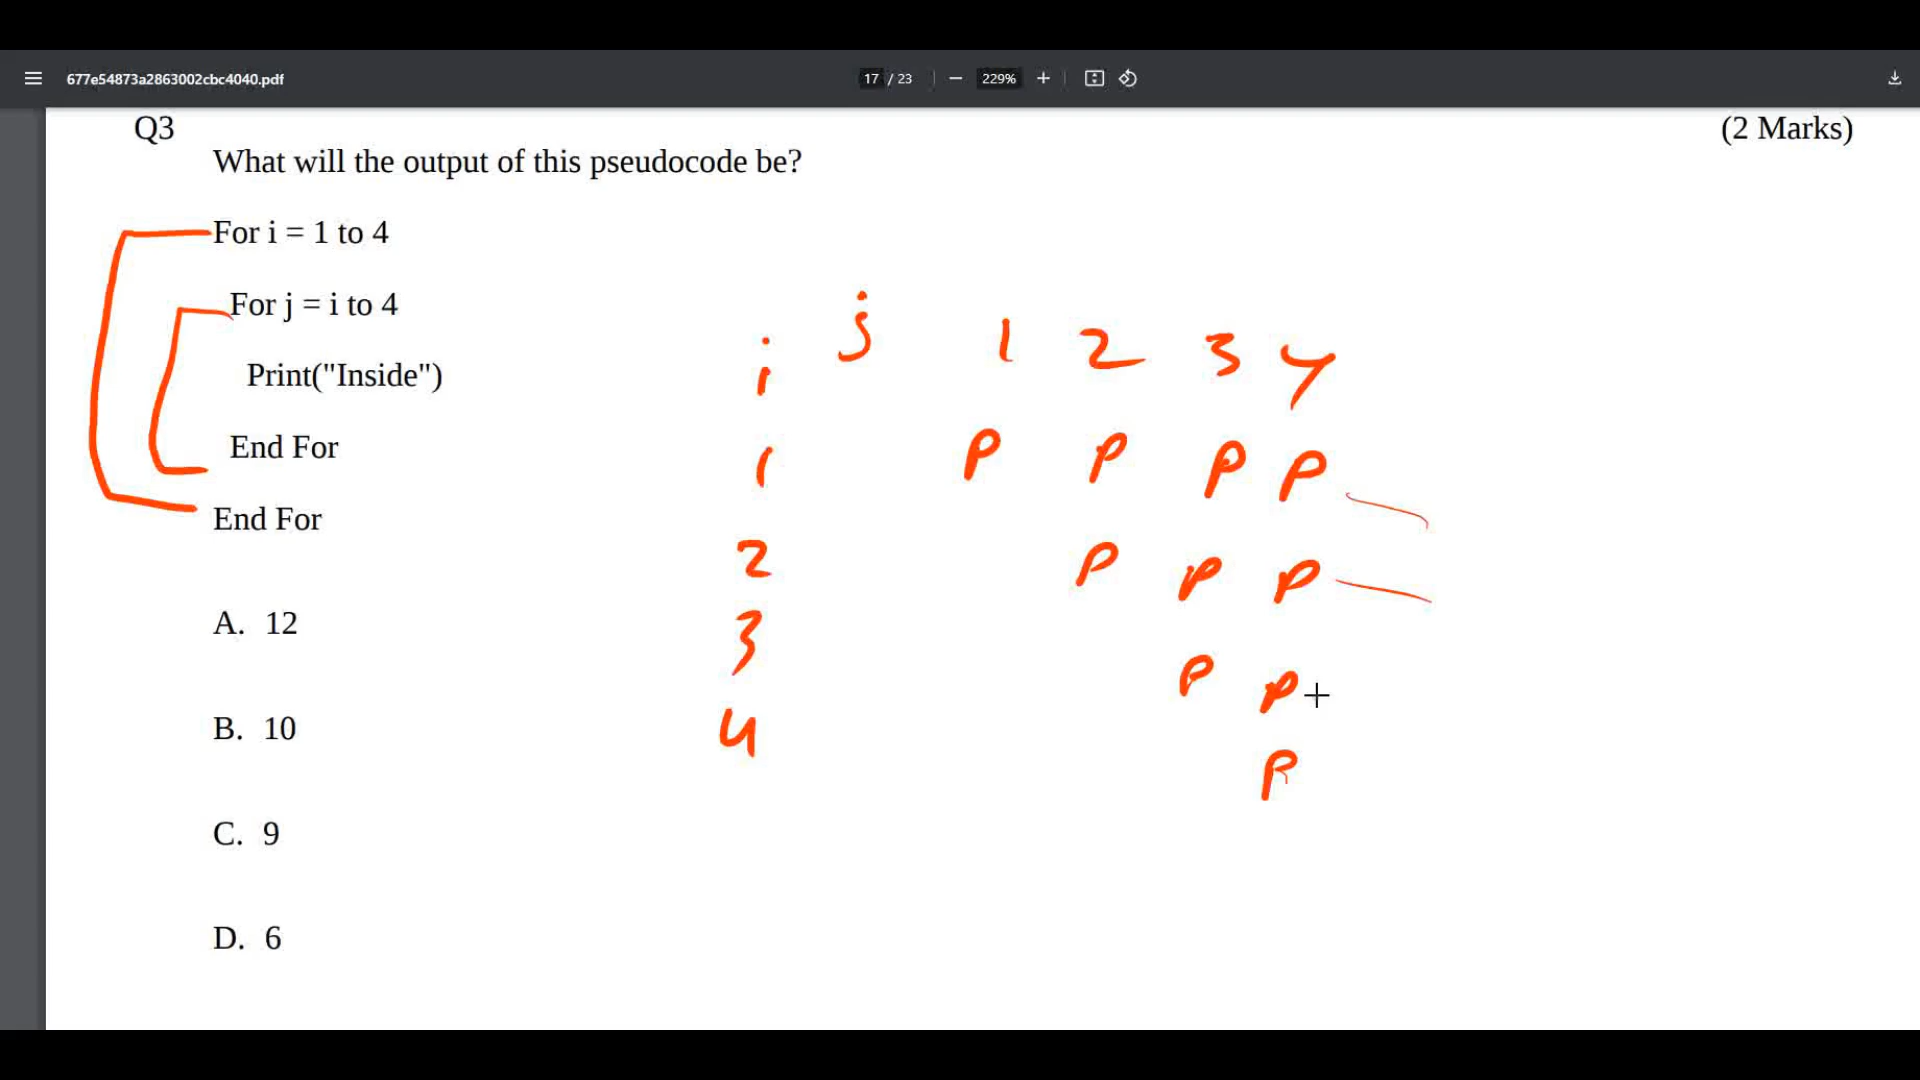 677e54873a2863002cbc4040.pdf 17 / 23 229%
Q3 (2 Marks)
What will the output of this pseudocode be?
For i = 1 to 4
For j = i to 4
Print("Inside")
End For
End For
A. 12
B. 10
C. 9
D. 6
i j 1 2 3 4
1 P P P P
2 P P P
3 P P
4 P